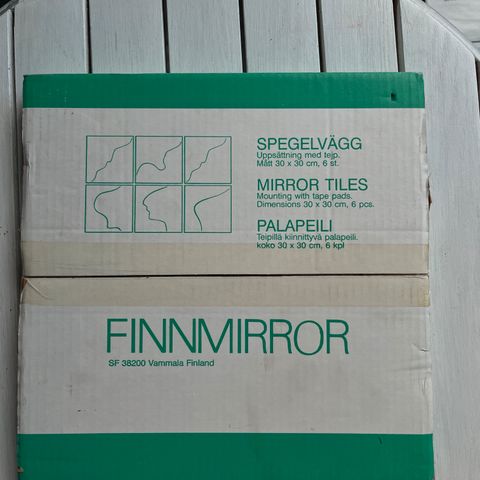 SPEGELVÄGG
Uppsättning med tejp.
Mått 30 x 30 cm, 6 st.
MIRROR TILES
Mounting with tape pads.
Dimensions 30 x 30 cm, 6 pcs.
PALAPEILI
Teipillä kiinnittyvä palapeili.
koko 30 x 30 cm, 6 kpl
FINNMIRROR
SF 38200 Vammala Finland